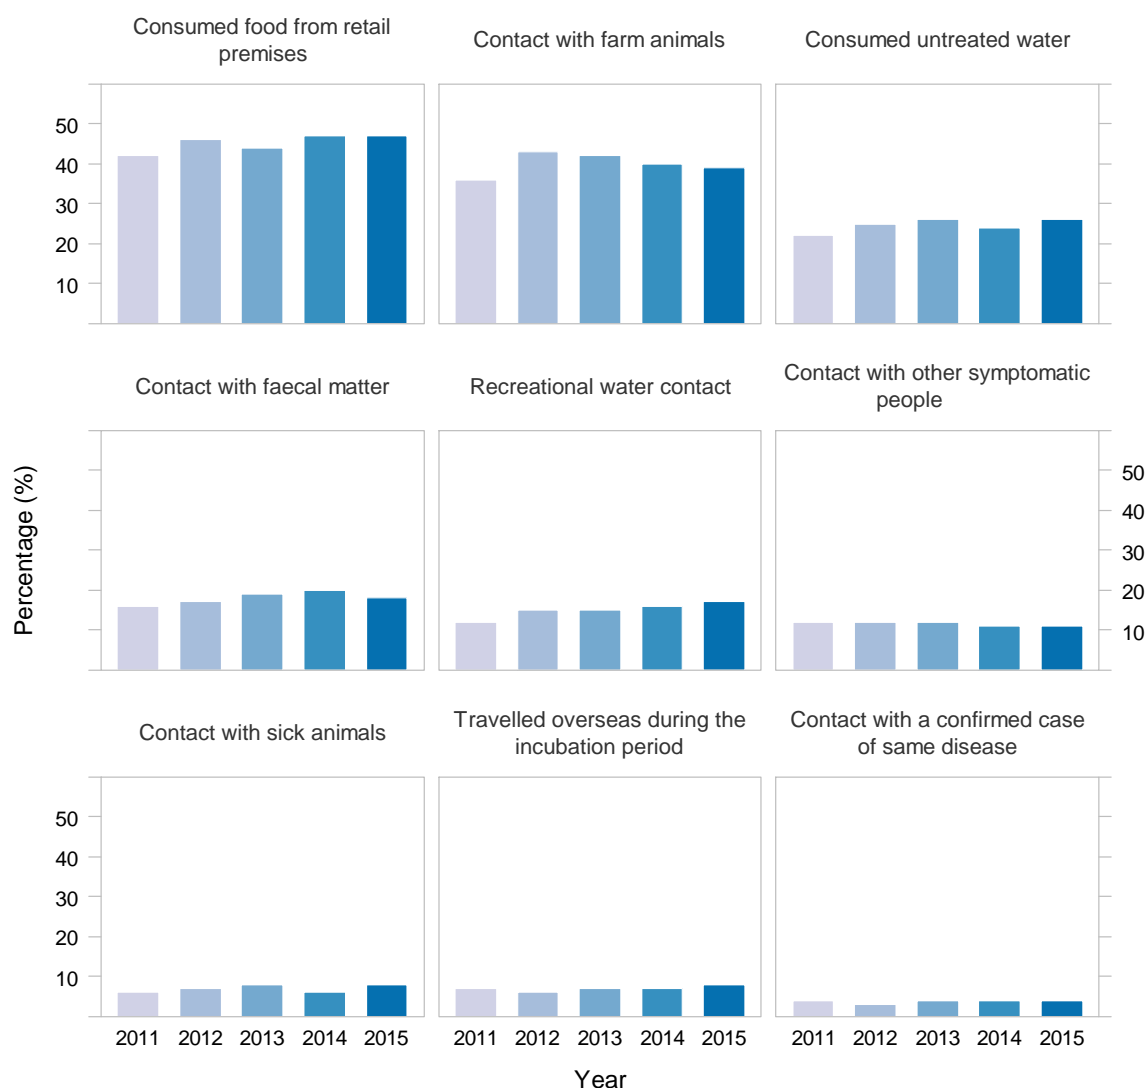 Consumed food from retail
premises
Contact with farm animals
Consumed untreated water
50
40
30
20
10
Contact with faecal matter
Recreational water contact
Contact with other symptomatic
people
Percentage (%)
50
40
30
20
10
Contact with sick animals
Travelled overseas during the
incubation period
Contact with a confirmed case
of same disease
50
40
30
20
10
2011 2012 2013 2014 2015 2011 2012 2013 2014 2015 2011 2012 2013 2014 2015
Year